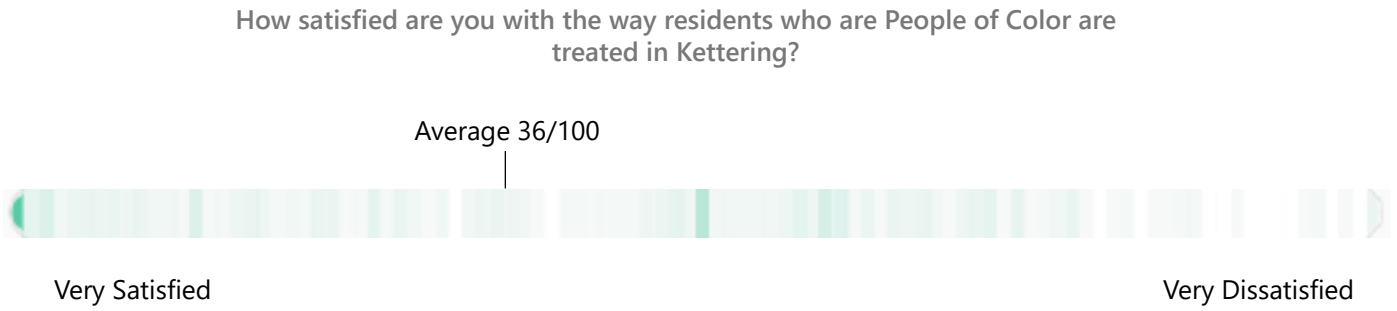 How satisfied are you with the way residents who are People of Color are
treated in Kettering?
Average 36/100
Very Satisfied
Very Dissatisfied